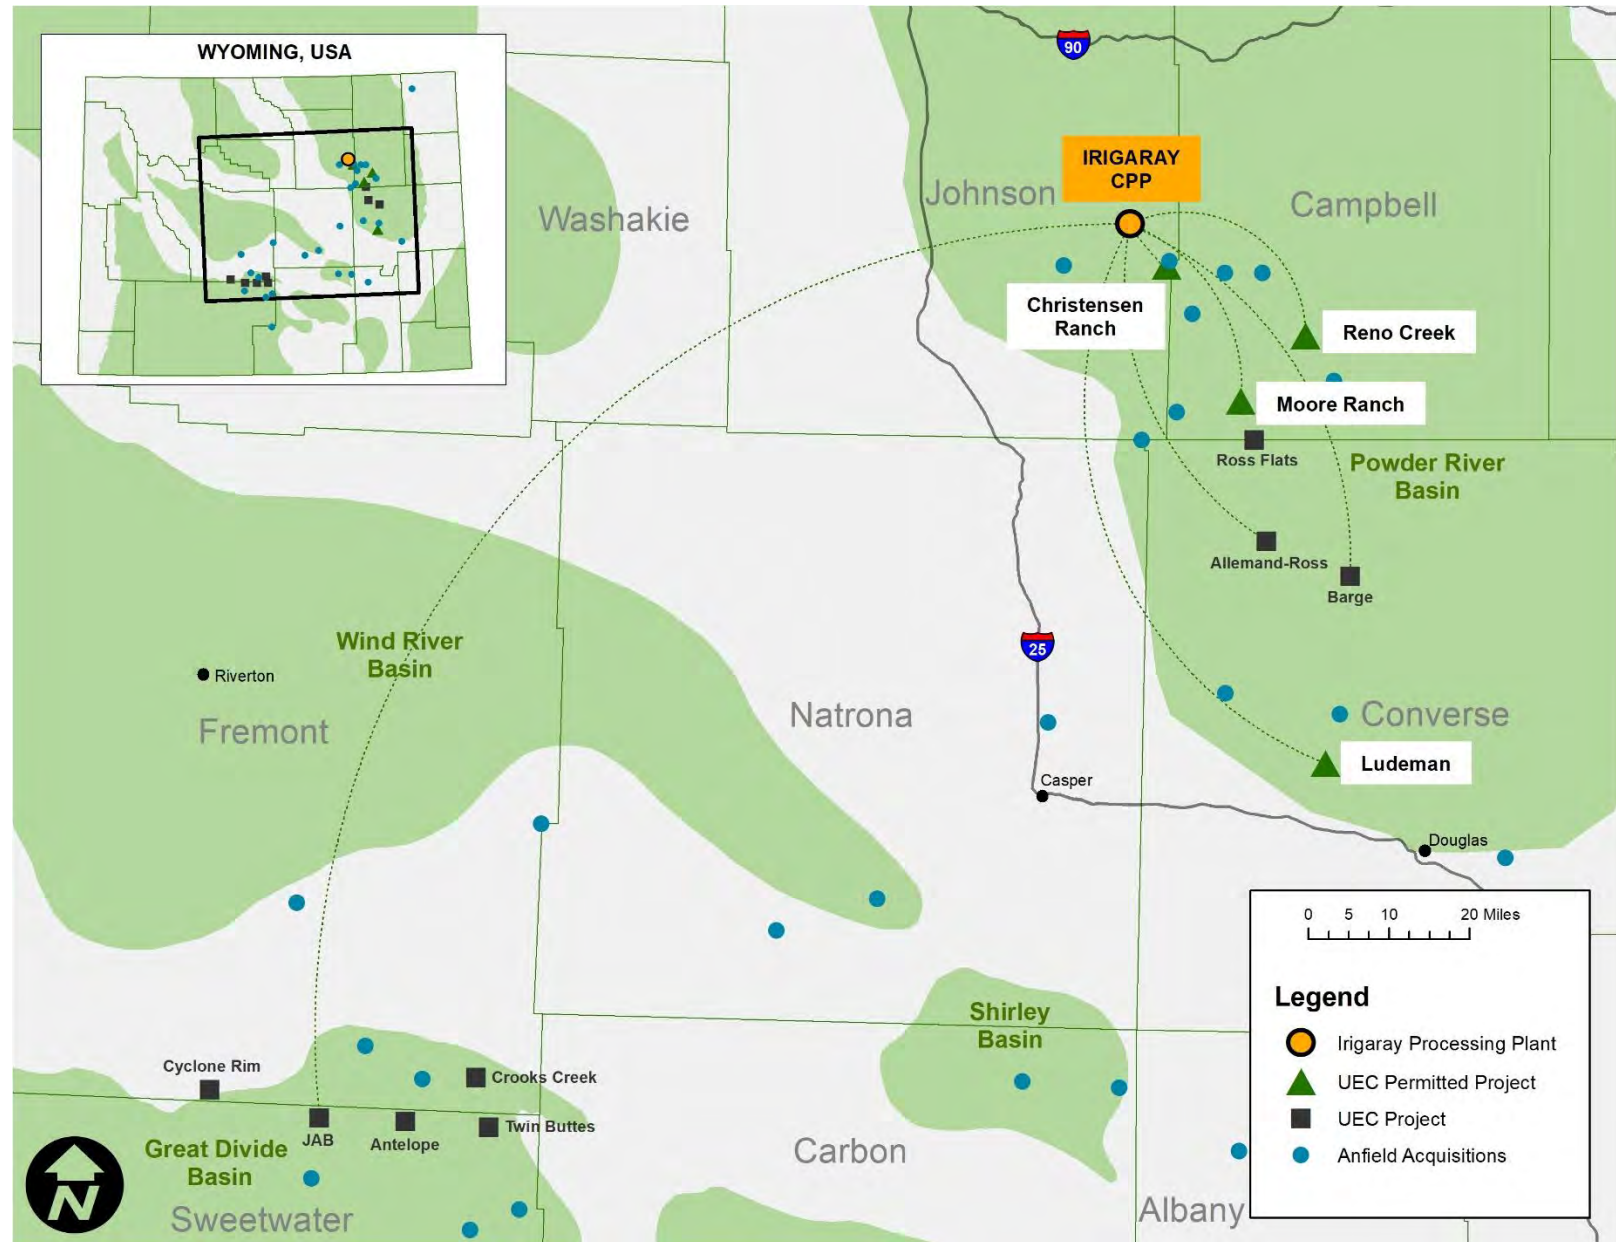 WYOMING, USA
90
IRIGARAY
CPP
Johnson
Campbell
Washakie
Christensen
Ranch
Reno Creek
Moore Ranch
Ross Flats
Powder River
Basin
Allemand-Ross
Barge
Wind River
Basin
25
Riverton
Fremont
Natrona
Converse
Ludeman
Casper
Douglas
0 5 10 20 Miles
Legend
Irigaray Processing Plant
UEC Permitted Project
UEC Project
Anfield Acquisitions
Shirley
Basin
Cyclone Rim
Crooks Creek
JAB
Antelope
Twin Buttes
Great Divide
Basin
Carbon
Sweetwater
Albany
N